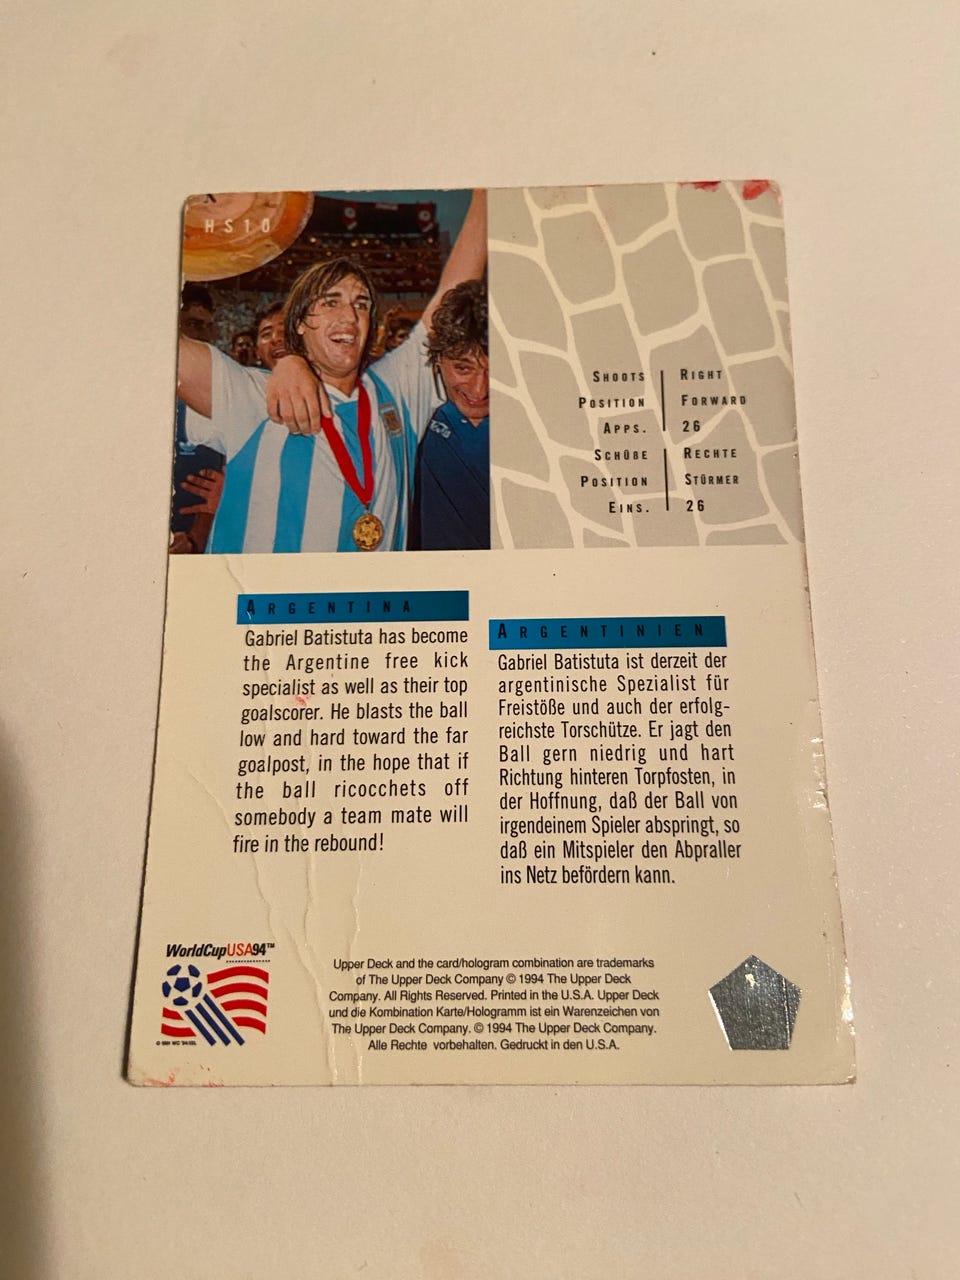 HS10
SHOOTS RIGHT
POSITION FORWARD
APPS. 26
SCHÜßE RECHTE
POSITION STÜRMER
EINS. 26
ARGENTINA
Gabriel Batistuta has become
the Argentine free kick
specialist as well as their top
goalscorer. He blasts the ball
low and hard toward the far
goalpost, in the hope that if
the ball ricocchets off
somebody a team mate will
fire in the rebound!
ARGENTINIEN
Gabriel Batistuta ist derzeit der
argentinische Spezialist für
Freistöße und auch der erfolg-
reichste Torschütze. Er jagt den
Ball gern niedrig und hart
Richtung hinteren Torpfosten, in
der Hoffnung, daß der Ball von
irgendeinem Spieler abspringt, so
daß ein Mitspieler den Abpraller
ins Netz befördern kann.
WorldCupUSA94™
Upper Deck and the card/hologram combination are trademarks
of The Upper Deck Company © 1994 The Upper Deck
Company. All Rights Reserved. Printed in the U.S.A. Upper Deck
und die Kombination Karte/Hologramm ist ein Warenzeichen von
The Upper Deck Company. © 1994 The Upper Deck Company.
Alle Rechte vorbehalten. Gedruckt in den U.S.A.